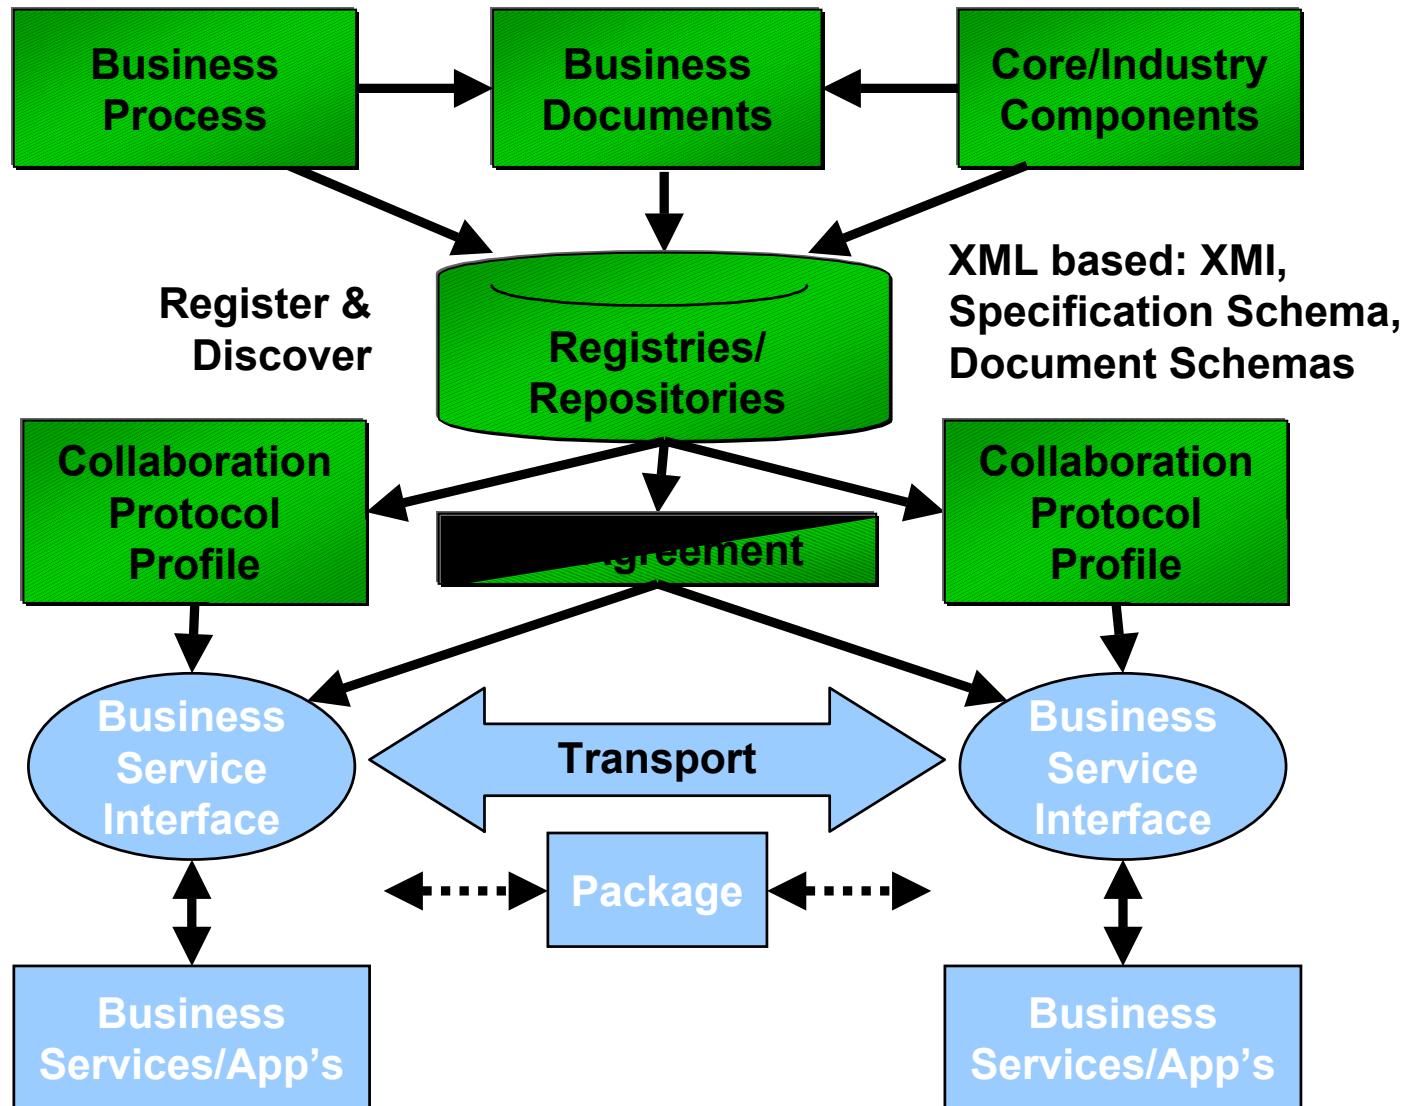 Business
Process
Business
Documents
Core/Industry
Components
Register &
Discover
Registries/
Repositories
XML based: XMI,
Specification Schema,
Document Schemas
Collaboration
Protocol
Profile
Agreement
Collaboration
Protocol
Profile
Business
Service
Interface
Transport
Business
Service
Interface
Package
Business
Services/App’s
Business
Services/App’s